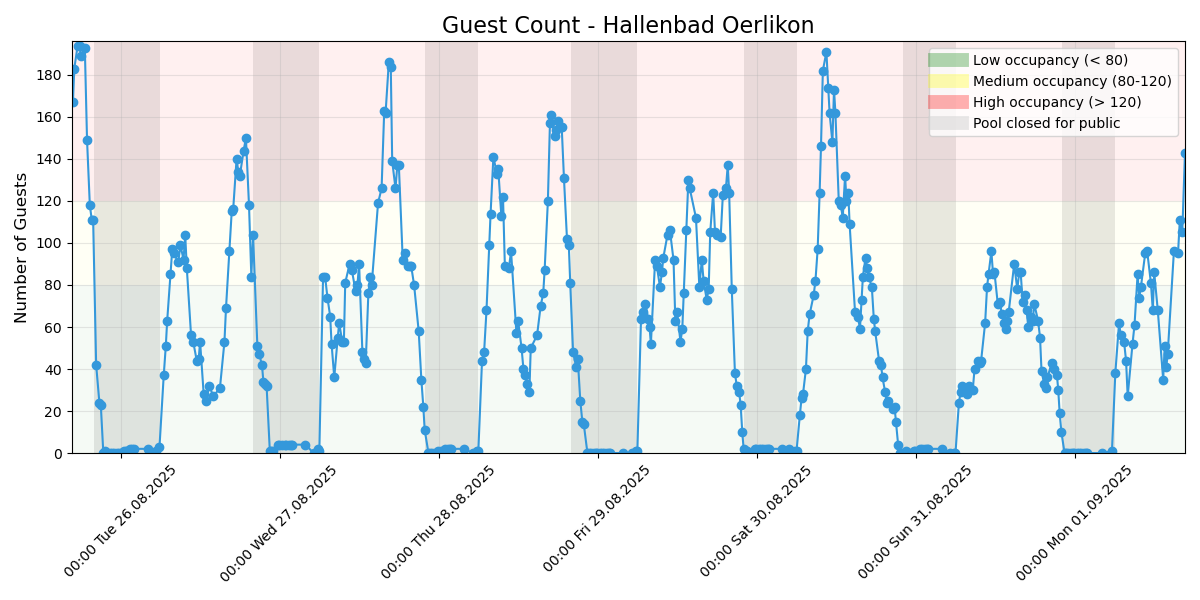 Guest Count - Hallenbad Oerlikon
Number of Guests
180
160
140
120
100
80
60
40
20
0
Low occupancy (< 80)
Medium occupancy (80-120)
High occupancy (> 120)
Pool closed for public
00:00 Tue 26.08.2025
00:00 Wed 27.08.2025
00:00 Thu 28.08.2025
00:00 Fri 29.08.2025
00:00 Sat 30.08.2025
00:00 Sun 31.08.2025
00:00 Mon 01.09.2025